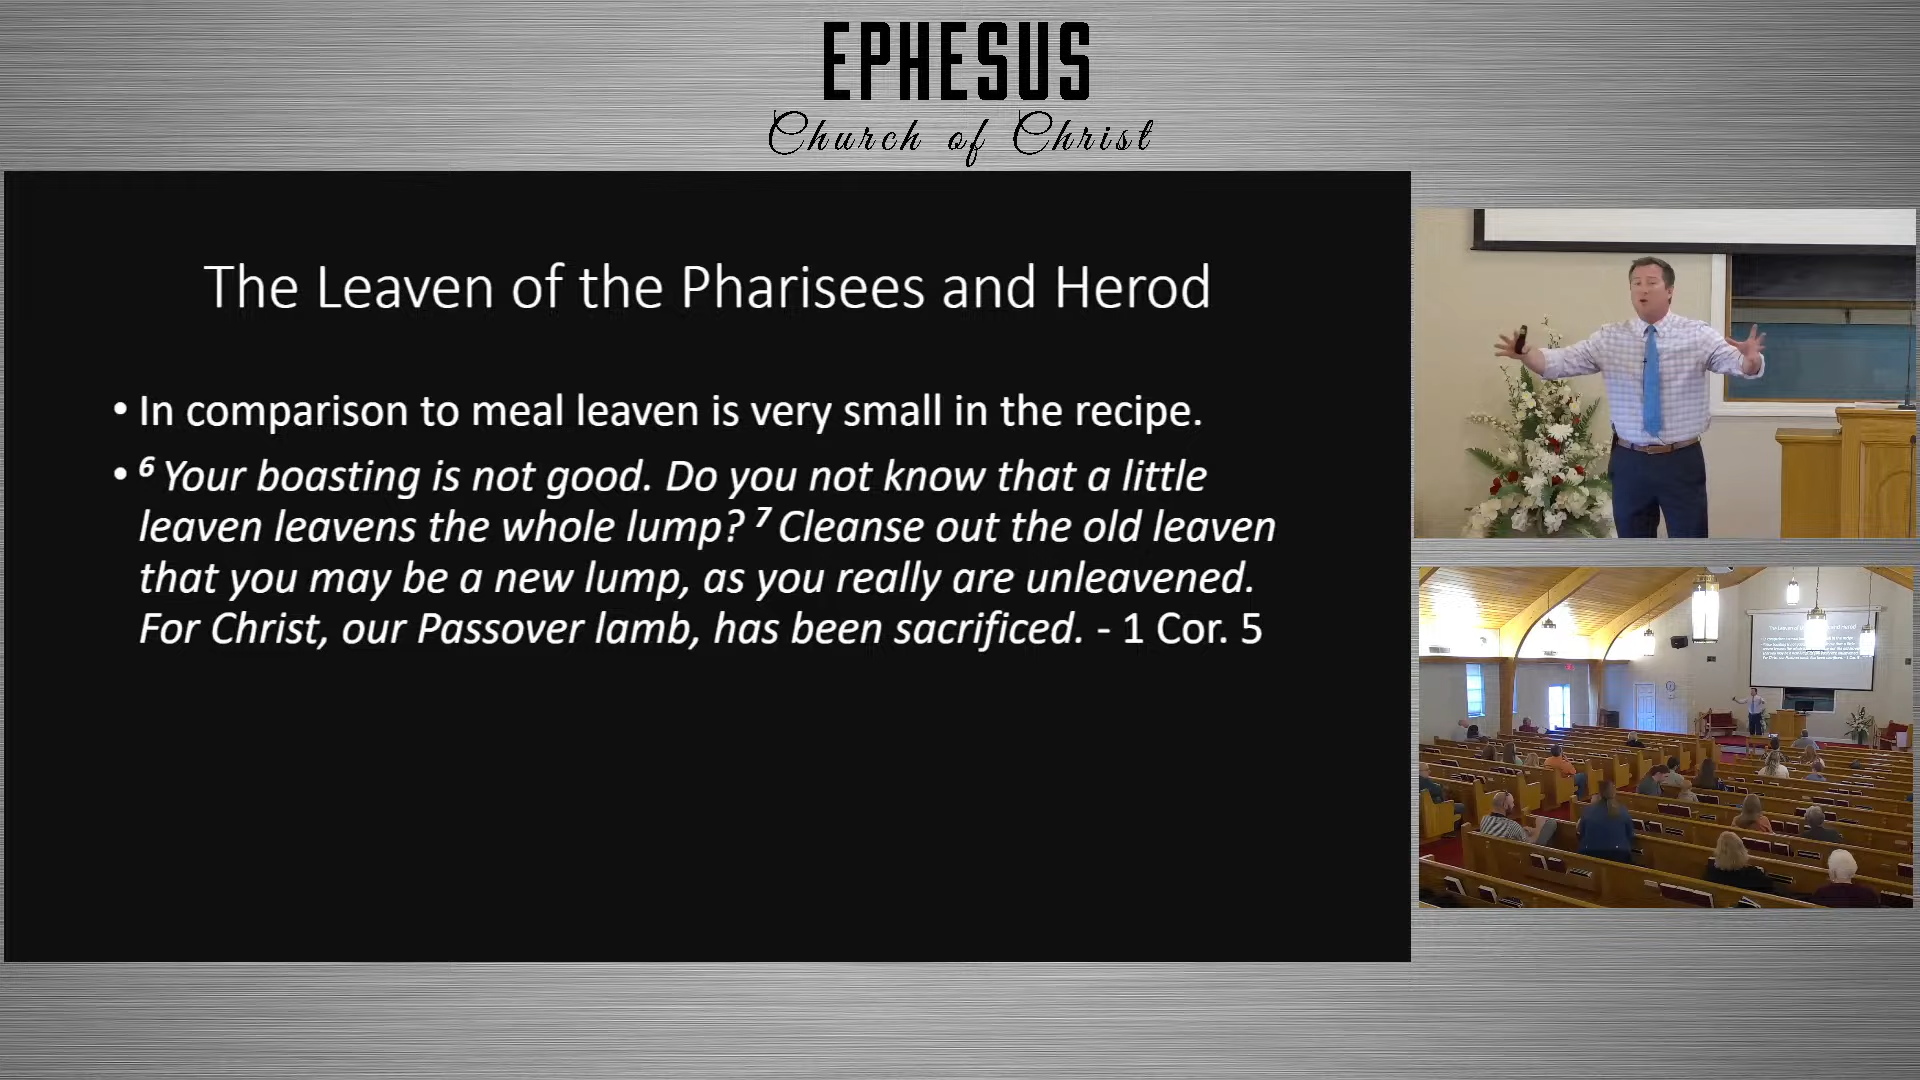 EPHESUS
Church of Christ
The Leaven of the Pharisees and Herod
• In comparison to meal leaven is very small in the recipe.
• ⁶ Your boasting is not good. Do you not know that a little
leaven leavens the whole lump? ⁷ Cleanse out the old leaven
that you may be a new lump, as you really are unleavened.
For Christ, our Passover lamb, has been sacrificed. - 1 Cor. 5